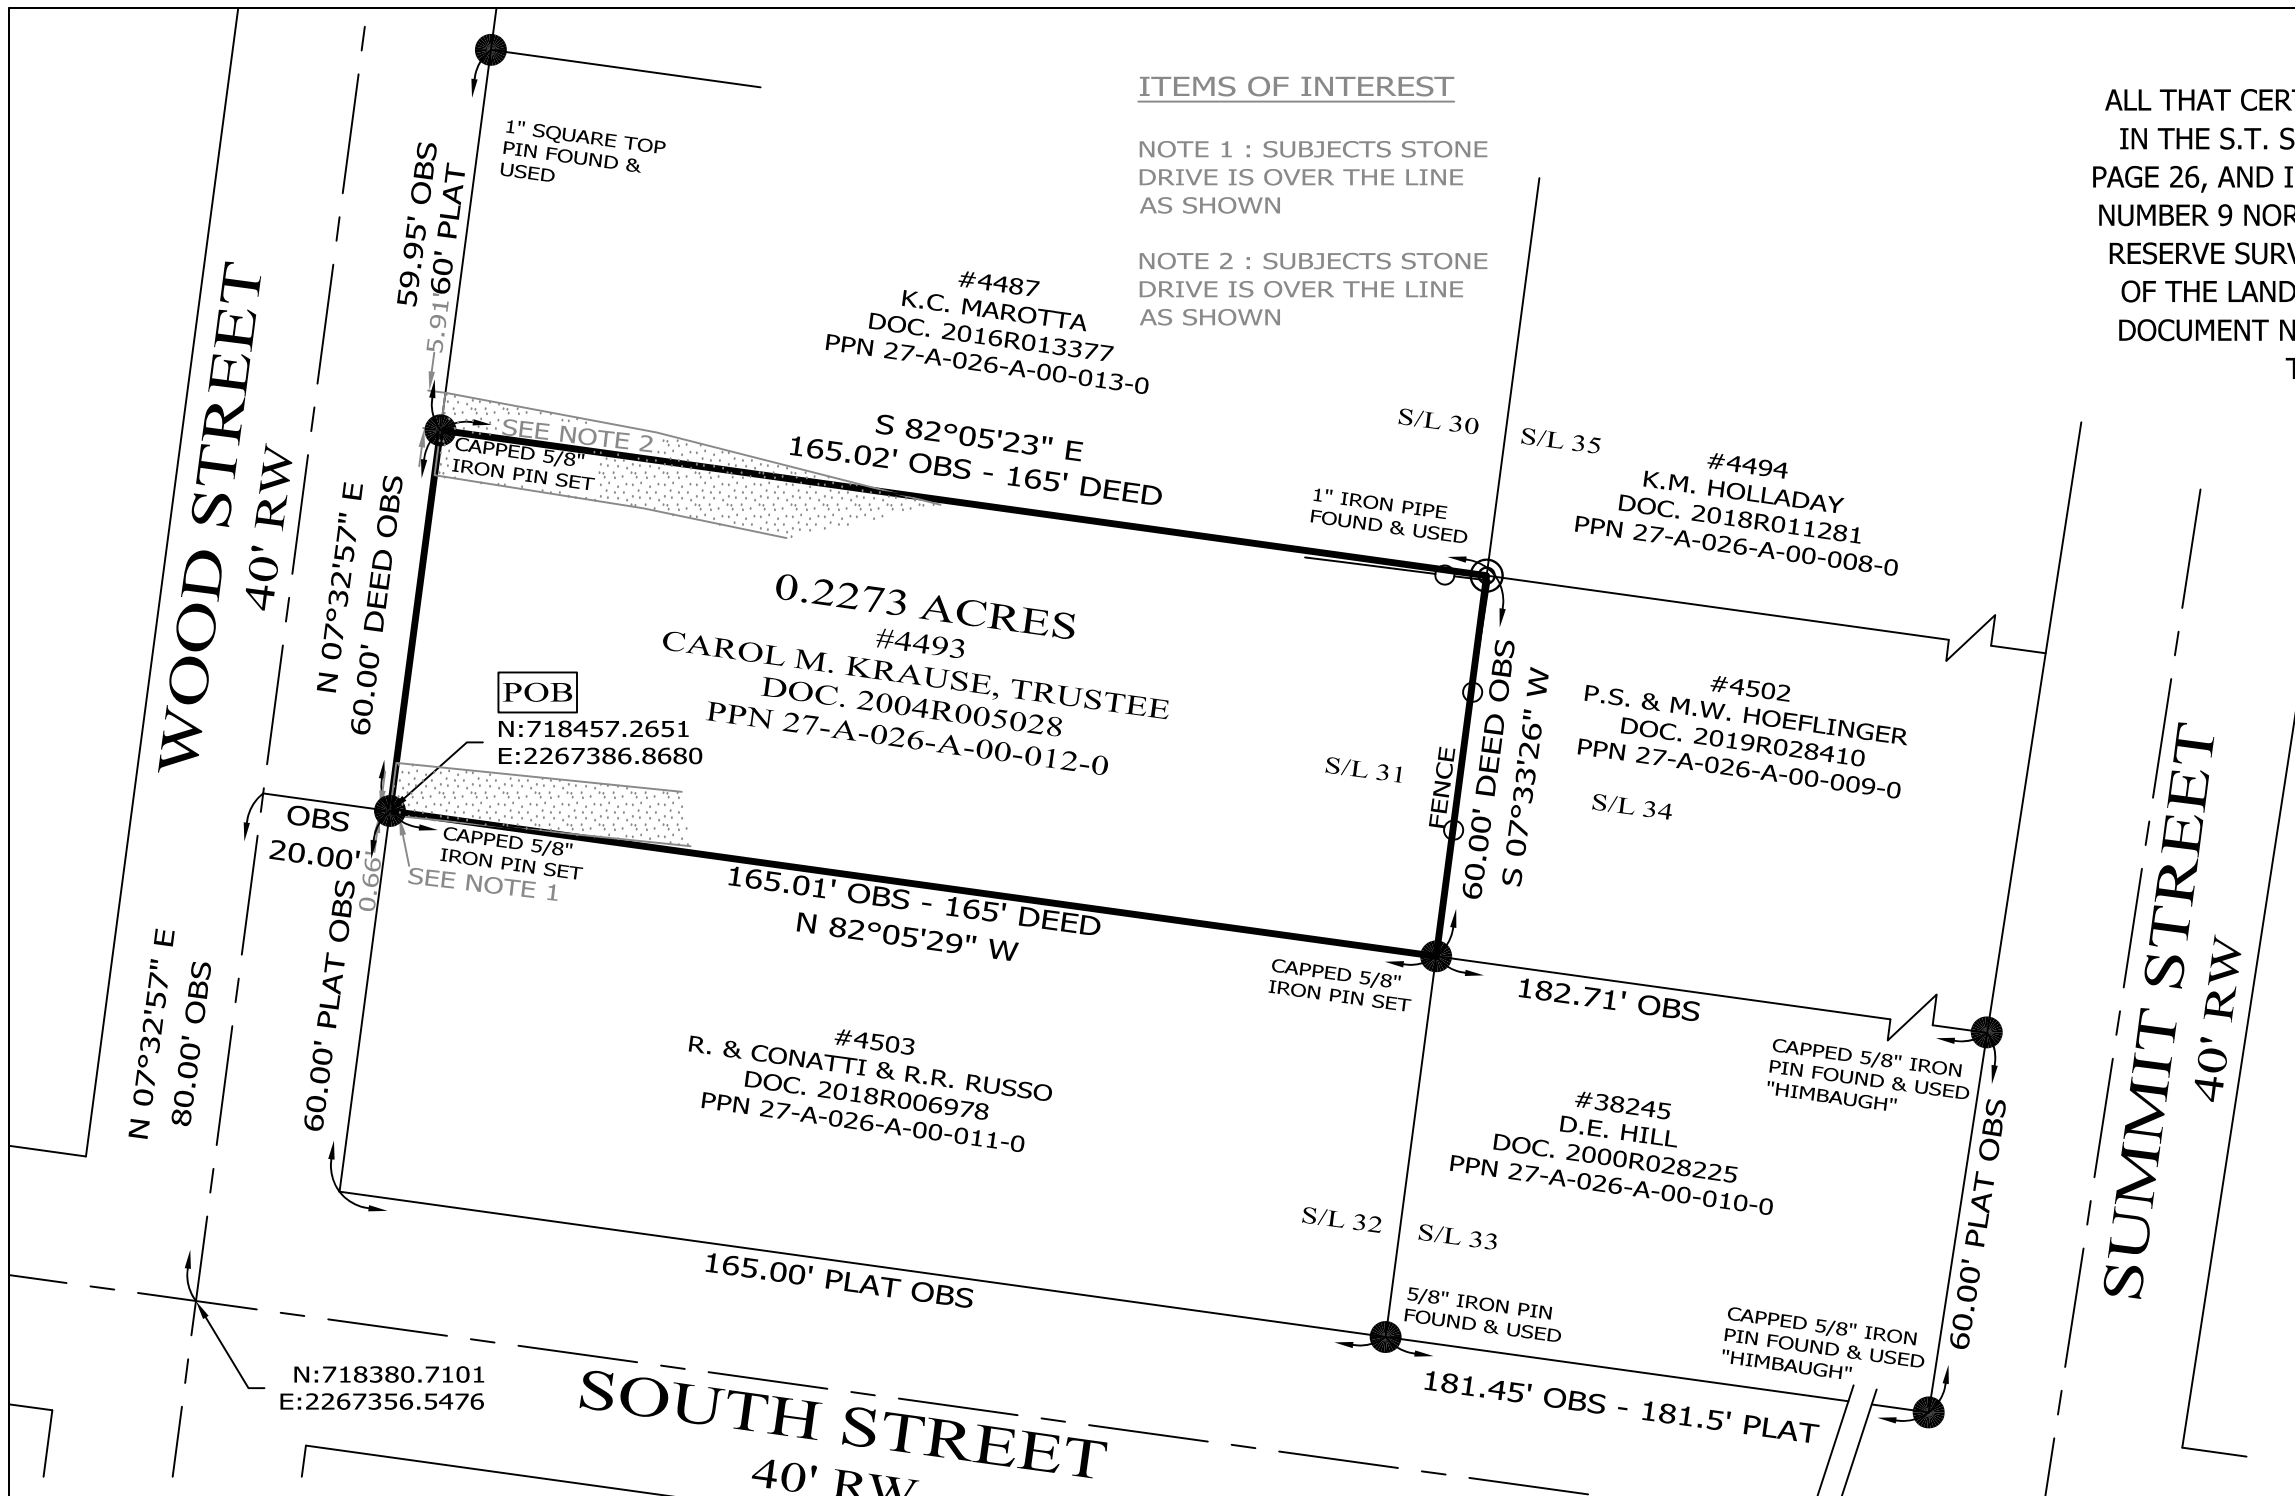 ITEMS OF INTEREST
NOTE 1 : SUBJECTS STONE
DRIVE IS OVER THE LINE
AS SHOWN
NOTE 2 : SUBJECTS STONE
DRIVE IS OVER THE LINE
AS SHOWN
ALL THAT CER
IN THE S.T. S
PAGE 26, AND I
NUMBER 9 NOR
RESERVE SURV
OF THE LAND
DOCUMENT N
T
1" SQUARE TOP
PIN FOUND &
USED
59.95' OBS
60' PLAT
5.91'
WOOD STREET
40' RW
#4487
K.C. MAROTTA
DOC. 2016R013377
PPN 27-A-026-A-00-013-0
S 82°05'23" E
165.02' OBS - 165' DEED
SEE NOTE 2
CAPPED 5/8"
IRON PIN SET
S/L 30
S/L 35
#4494
K.M. HOLLADAY
DOC. 2018R011281
PPN 27-A-026-A-00-008-0
1" IRON PIPE
FOUND & USED
N 07°32'57" E
60.00' DEED OBS
0.2273 ACRES
#4493
CAROL M. KRAUSE, TRUSTEE
DOC. 2004R005028
PPN 27-A-026-A-00-012-0
POB
N:718457.2651
E:2267386.8680
S/L 31
FENCE
60.00' DEED OBS
S 07°33'26" W
#4502
P.S. & M.W. HOEFLINGER
DOC. 2019R028410
PPN 27-A-026-A-00-009-0
S/L 34
OBS
20.00'
0.66'
CAPPED 5/8"
IRON PIN SET
SEE NOTE 1
165.01' OBS - 165' DEED
N 82°05'29" W
60.00' PLAT OBS
N 07°32'57" E
80.00' OBS
CAPPED 5/8"
IRON PIN SET
182.71' OBS
#4503
R. & CONATTI & R.R. RUSSO
DOC. 2018R006978
PPN 27-A-026-A-00-011-0
CAPPED 5/8" IRON
PIN FOUND & USED
"HIMBAUGH"
#38245
D.E. HILL
DOC. 2000R028225
PPN 27-A-026-A-00-010-0
SUMMIT STREET
40' RW
60.00' PLAT OBS
S/L 32
S/L 33
165.00' PLAT OBS
5/8" IRON PIN
FOUND & USED
CAPPED 5/8" IRON
PIN FOUND & USED
"HIMBAUGH"
181.45' OBS - 181.5' PLAT
N:718380.7101
E:2267356.5476
SOUTH STREET
40' RW